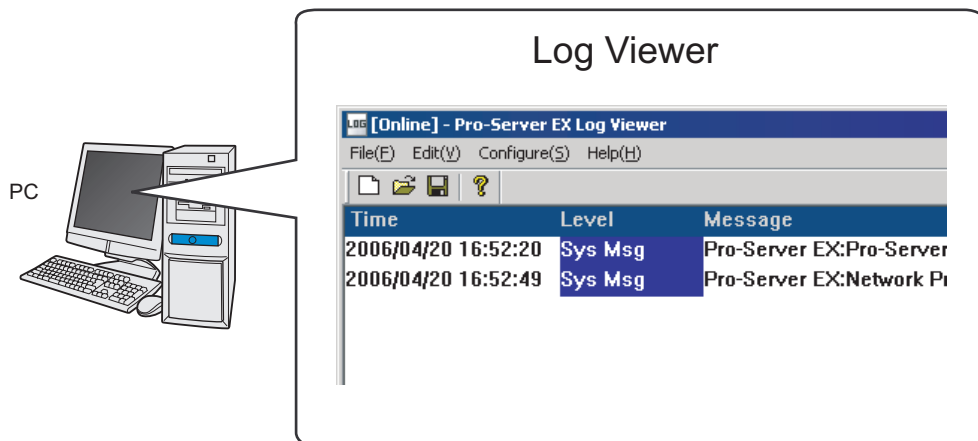 Log Viewer
LOG [Online] - Pro-Server EX Log Viewer
File(F) Edit(V) Configure(S) Help(H)
PC
Time Level Message
2006/04/20 16:52:20 Sys Msg Pro-Server EX:Pro-Server
2006/04/20 16:52:49 Sys Msg Pro-Server EX:Network